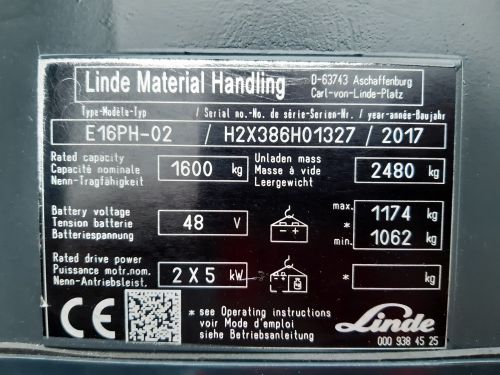 Linde Material Handling
D-63743 Aschaffenburg
Carl-von-Linde-Platz
Type-Modèle-Typ / Serial no.-No. de série-Serien-Nr. / year-année-Baujahr
E16PH-02 / H2X386H01327 / 2017
Rated capacity
Capacité nominale
Nenn-Tragfähigkeit
1600 kg
Unladen mass
Masse à vide
Leergewicht
2480 kg
Battery voltage
Tension batterie
Batteriespannung
48 V
max. 1174 kg
*
min. 1062 kg
Rated drive power
Puissance motr.nom.
Nenn-Antriebsleist.
2 X 5 kW
* kg
CE
* see Operating instructions
voir Mode d'emploi
siehe Betriebsanleitung
Linde
000 938 45 25